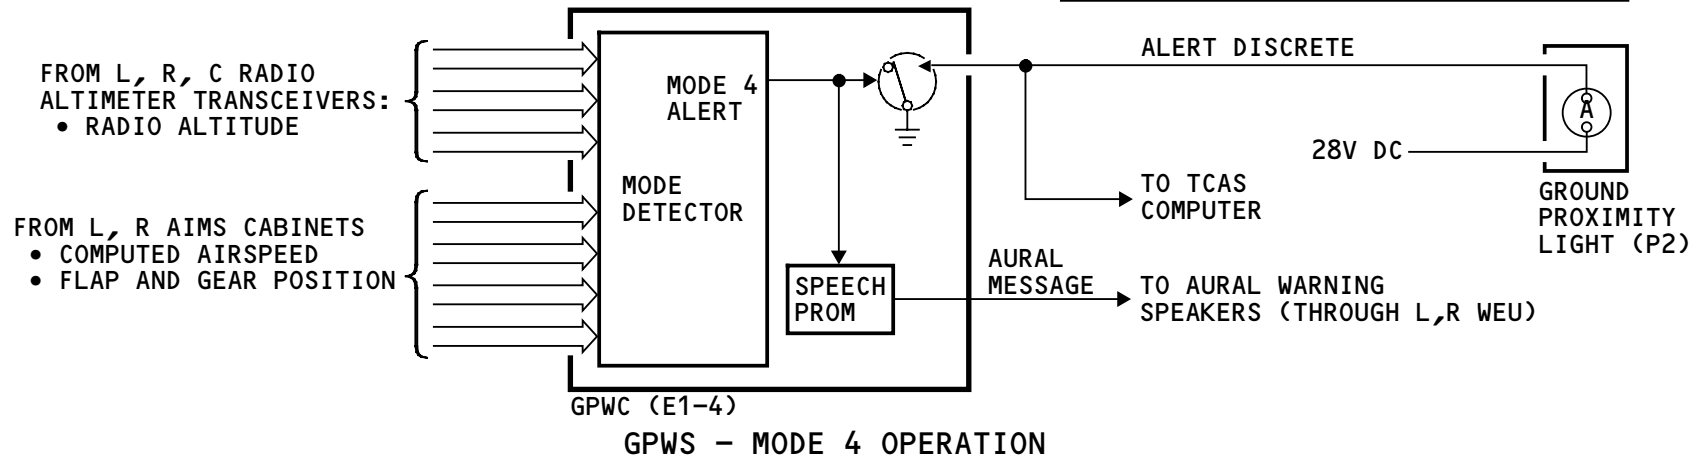 FROM L, R, C RADIO
ALTIMETER TRANSCEIVERS:
• RADIO ALTITUDE
FROM L, R AIMS CABINETS
• COMPUTED AIRSPEED
• FLAP AND GEAR POSITION
MODE 4
ALERT
MODE
DETECTOR
SPEECH
PROM
GPWC (E1-4)
ALERT DISCRETE
28V DC
A
TO TCAS
COMPUTER
GROUND
PROXIMITY
LIGHT (P2)
AURAL
MESSAGE
TO AURAL WARNING
SPEAKERS (THROUGH L,R WEU)
GPWS - MODE 4 OPERATION